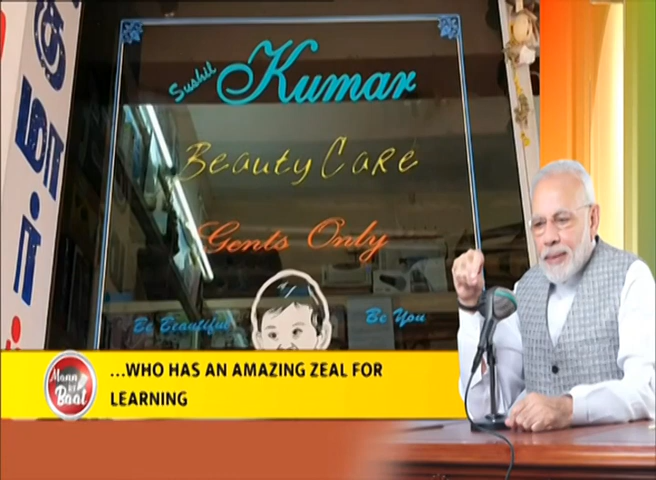 Sushil Kumar
Beauty Care
Gents Only
Be Beautiful
Be You
Mann
Baat
...WHO HAS AN AMAZING ZEAL FOR
LEARNING